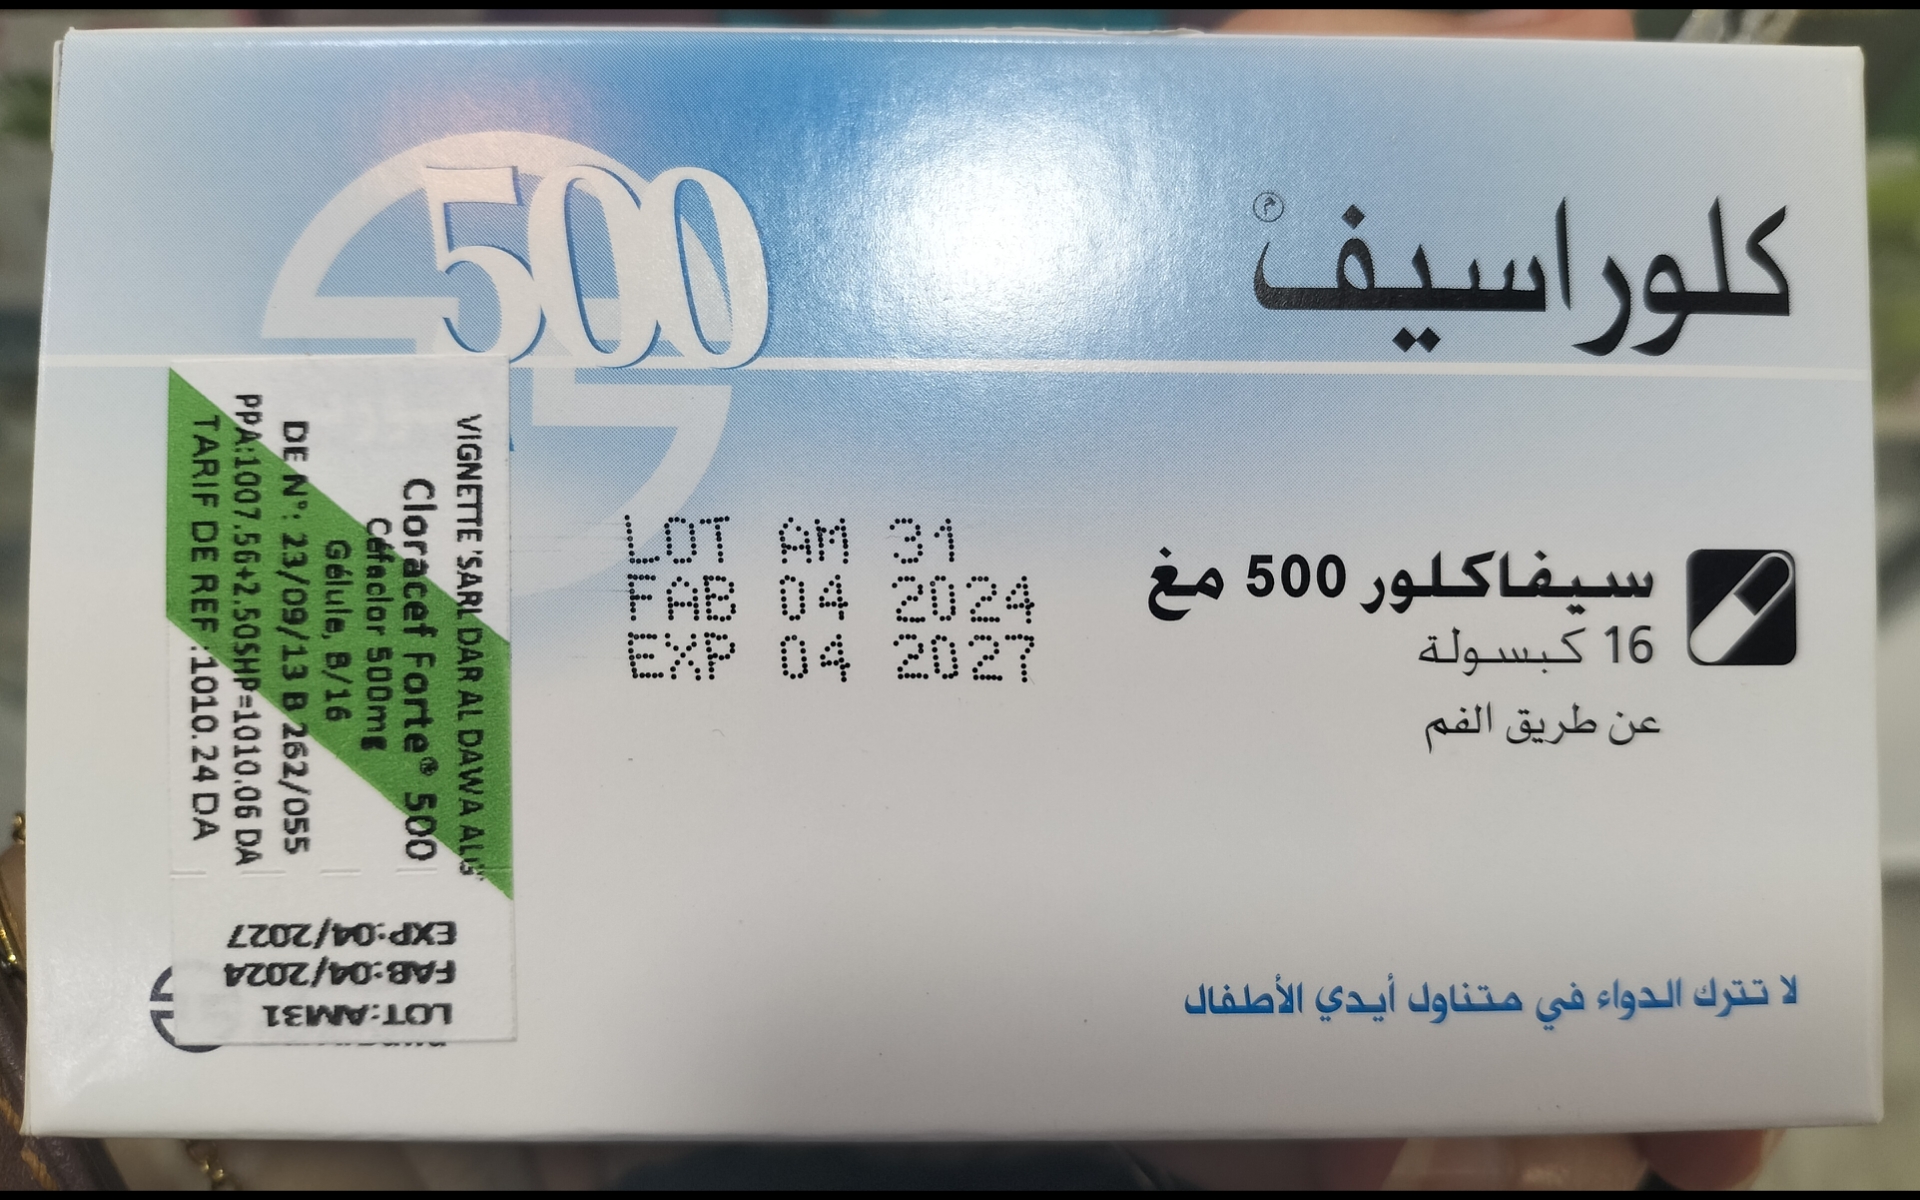 500
كلوراسيف
سيفاكلور 500 مغ
16 كبسولة
عن طريق الفم
LOT AM 31
FAB 04 2024
EXP 04 2027
لا تترك الدواء في متناول أيدي الأطفال
VIGNETTE SARL DAR AL DAWA ALG
Cloracef Forte® 500
Céfaclor 500mg
Gélule, B/16
DE N°: 23/09/13 B 262/055
PPA:1007.56+2.50SHP=1010.06 DA
TARIF DE REF :1010.24 DA
LOT:AM31
FAB:04/2024
EXP:04/2027